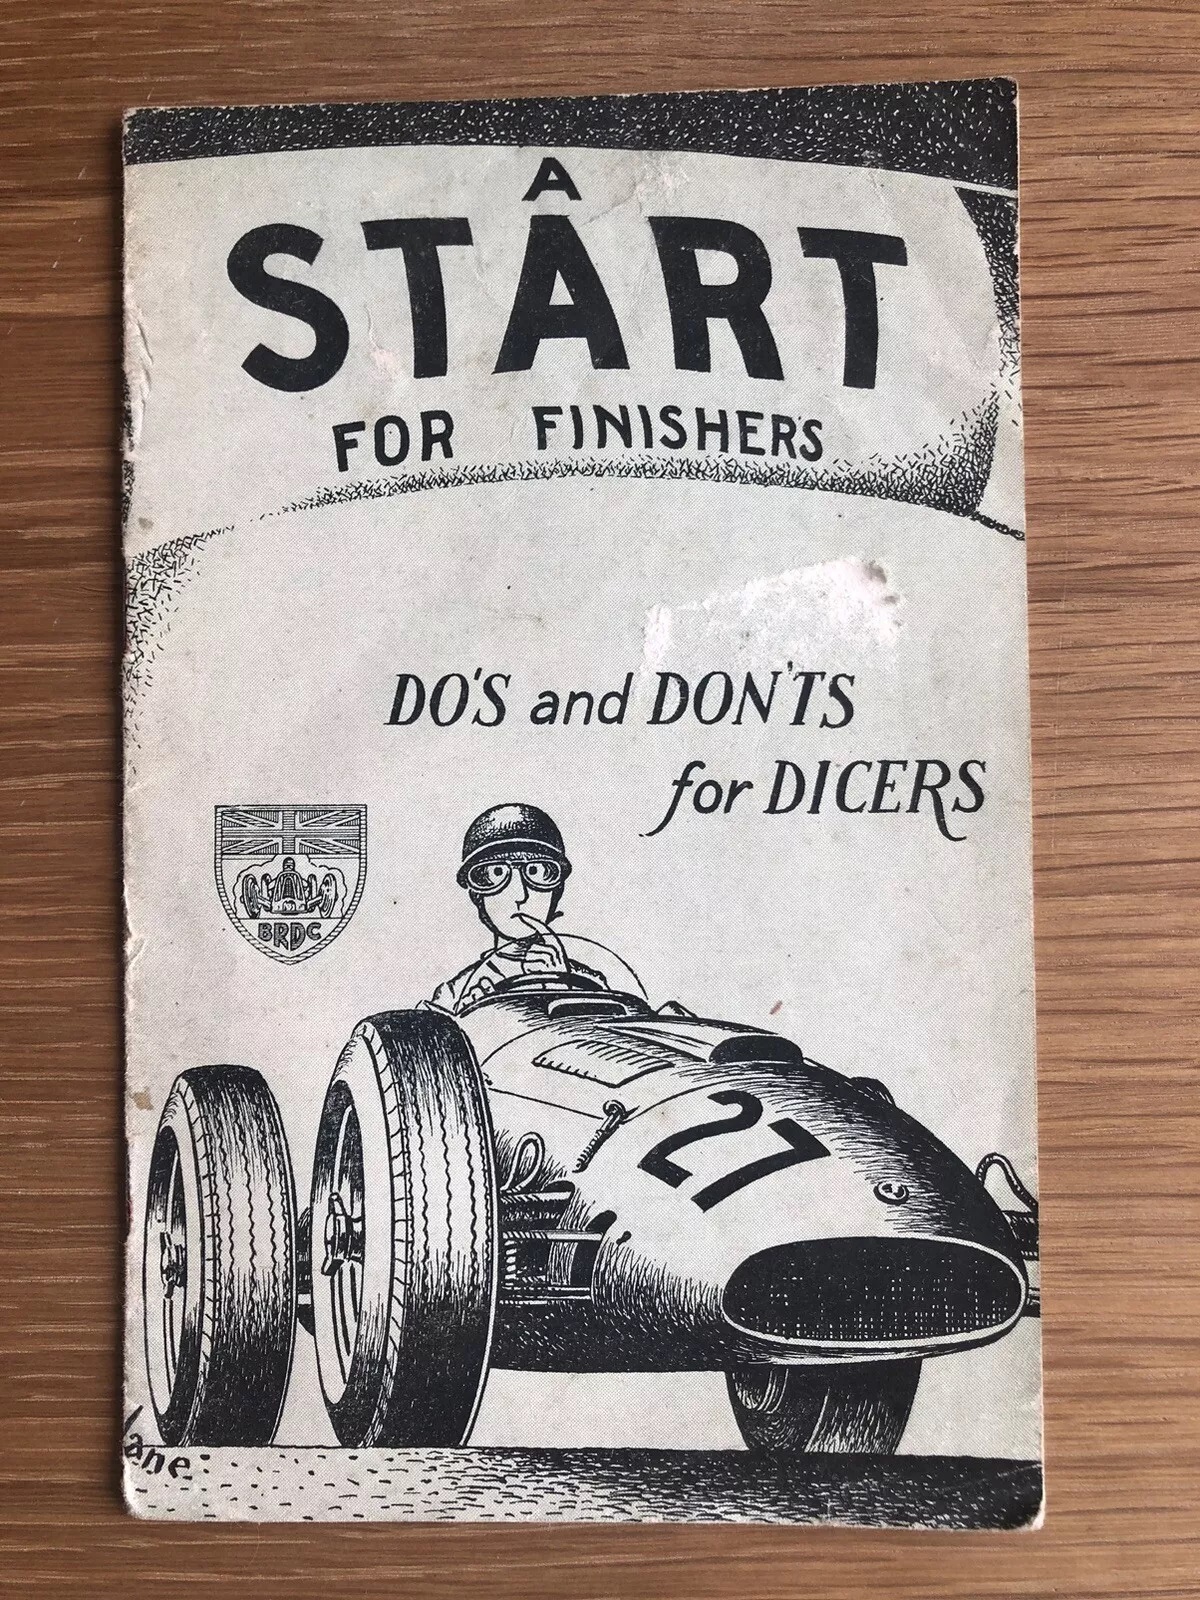 A
START
FOR FINISHERS
DO'S and DON'TS
for DICERS
BRDC
27